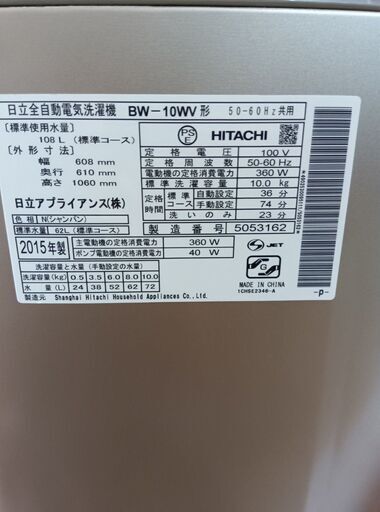 日立全自動電気洗濯機 BW-10WV形 50-60Hz共用
〔標準使用水量〕
108L (標準コース)
〔外形寸法〕
幅 608 mm
奥行 610 mm
高さ 1060 mm
日立アプライアンス(株)
色相 N(シャンパン)
標準水量 62L (標準コース)
PS
E
HITACHI
定格電圧 100V
定格周波数 50-60 Hz
定格消費電力 360 W
標準洗濯容量 10.0 kg
定格時間 標準コース 自動設定 36 分
手動設定 74 分
洗いのみ 23 分
製造番号 5053162
2015年製
主電動機の定格消費電力 360 W
ポンプ電動機の定格消費電力 40 W
洗濯容量と水量 (手動設定の水量)
洗濯容量(kg) 0.5 3.5 6.0 8.0 10.0
水量(L) 24 38 52 62 72
製造元 Shanghai Hitachi Household Appliances Co.,Ltd.
S JET
G
MADE IN CHINA
1CHSE2346-A
-p-